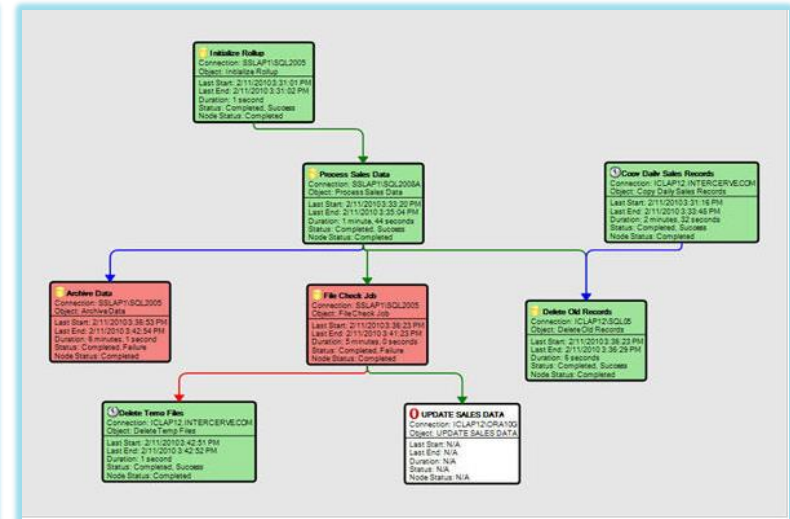 Initialize Rollup
Connection: SSLAP1\SQL2005
Object: Initialize Rollup
Last Start: 2/11/2010 3:31:01 PM
Last End: 2/11/2010 3:31:02 PM
Duration: 1 second
Status: Completed, Success
Node Status: Completed
Process Sales Data
Connection: SSLAP1\SQL2008A
Object: Process Sales Data
Last Start: 2/11/2010 3:33:20 PM
Last End: 2/11/2010 3:35:04 PM
Duration: 1 minute, 44 seconds
Status: Completed, Success
Node Status: Completed
Copy Daily Sales Records
Connection: ICLAP12.INTERCERVE.COM
Object: Copy Daily Sales Records
Last Start: 2/11/2010 3:31:16 PM
Last End: 2/11/2010 3:33:48 PM
Duration: 2 minutes, 32 seconds
Status: Completed, Success
Node Status: Completed
Archive Data
Connection: SSLAP1\SQL2005
Object: Archive Data
Last Start: 2/11/2010 3:36:53 PM
Last End: 2/11/2010 3:42:54 PM
Duration: 6 minutes, 1 second
Status: Completed, Failure
Node Status: Completed
File Check Job
Connection: SSLAP1\SQL2005
Object: File Check Job
Last Start: 2/11/2010 3:36:23 PM
Last End: 2/11/2010 3:41:23 PM
Duration: 5 minutes, 0 seconds
Status: Completed, Failure
Node Status: Completed
Delete Old Records
Connection: ICLAP12\SQL05
Object: Delete Old Records
Last Start: 2/11/2010 3:36:23 PM
Last End: 2/11/2010 3:36:29 PM
Duration: 6 seconds
Status: Completed, Success
Node Status: Completed
Delete Temp Files
Connection: ICLAP12.INTERCERVE.COM
Object: Delete Temp Files
Last Start: 2/11/2010 3:42:51 PM
Last End: 2/11/2010 3:42:52 PM
Duration: 1 second
Status: Completed, Success
Node Status: Completed
UPDATE SALES DATA
Connection: ICLAP12\ORA10G
Object: UPDATE SALES DATA
Last Start: N/A
Last End: N/A
Duration: N/A
Status: N/A
Node Status: N/A